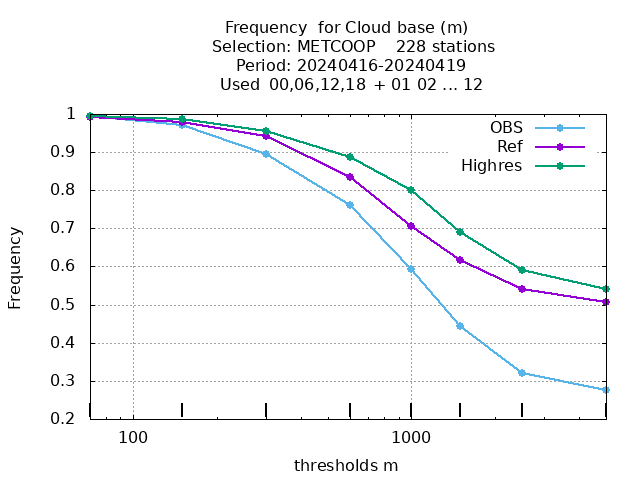 Frequency  for Cloud base (m)
Selection: METCOOP    228 stations
Period: 20240416-20240419
Used  00,06,12,18  + 01 02 ... 12
OBS
Ref
Highres
Frequency
1
0.9
0.8
0.7
0.6
0.5
0.4
0.3
0.2
100
1000
thresholds m